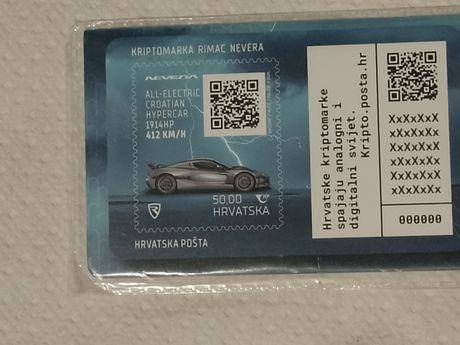 KRIPTOMARKA RIMAC NEVERA
NEVERA
ALL-ELECTRIC
CROATIAN
HYPERCAR
1914HP
412 KM/H
50,00
HRVATSKA
HRVATSKA POŠTA
Hrvatske kriptomarke
spajaju analogni i
digitalni svijet.
Kripto.posta.hr
XxXxXxX
xXxXxXx
XxXxXxX
xXxXxXx
XxXxXxX
xXxXxXx
000000